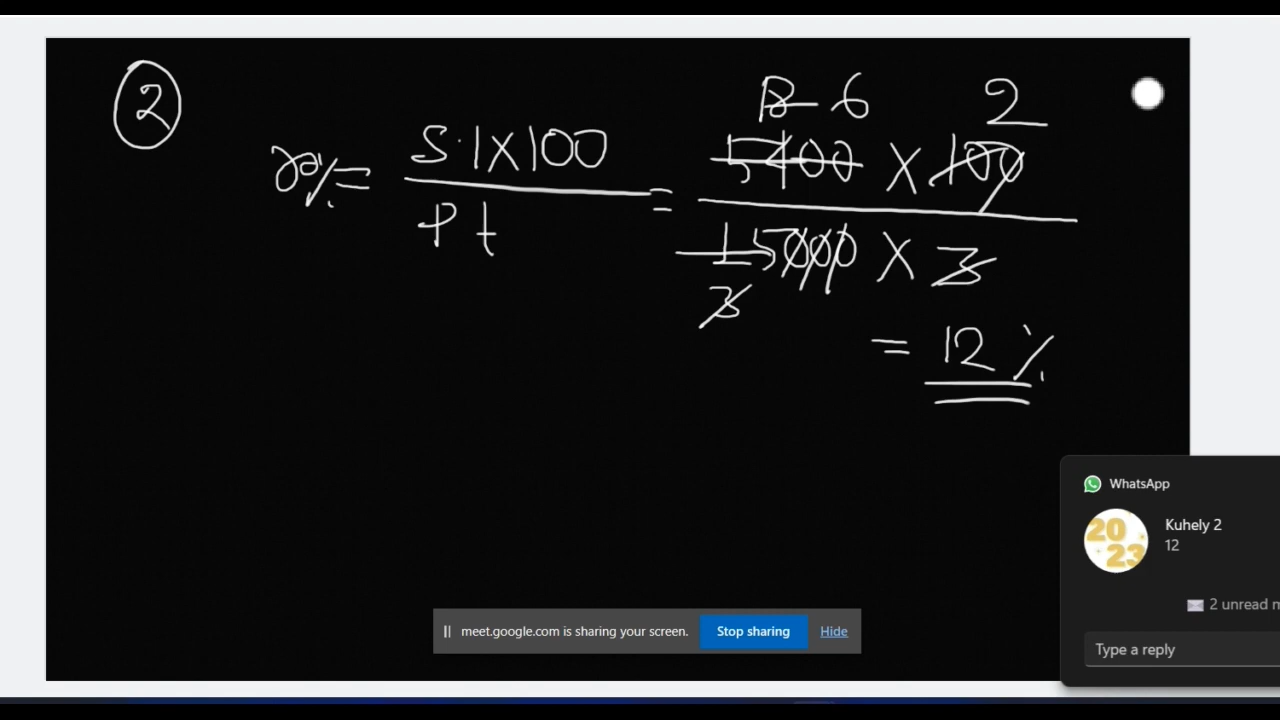 2
r% = S.I X 100 / P t = 5400 X 100 / 15000 X 3
18 6 2
3
= 12 %
WhatsApp
Kuhely 2
12
2023
2 unread m
Type a reply
meet.google.com is sharing your screen. Stop sharing Hide